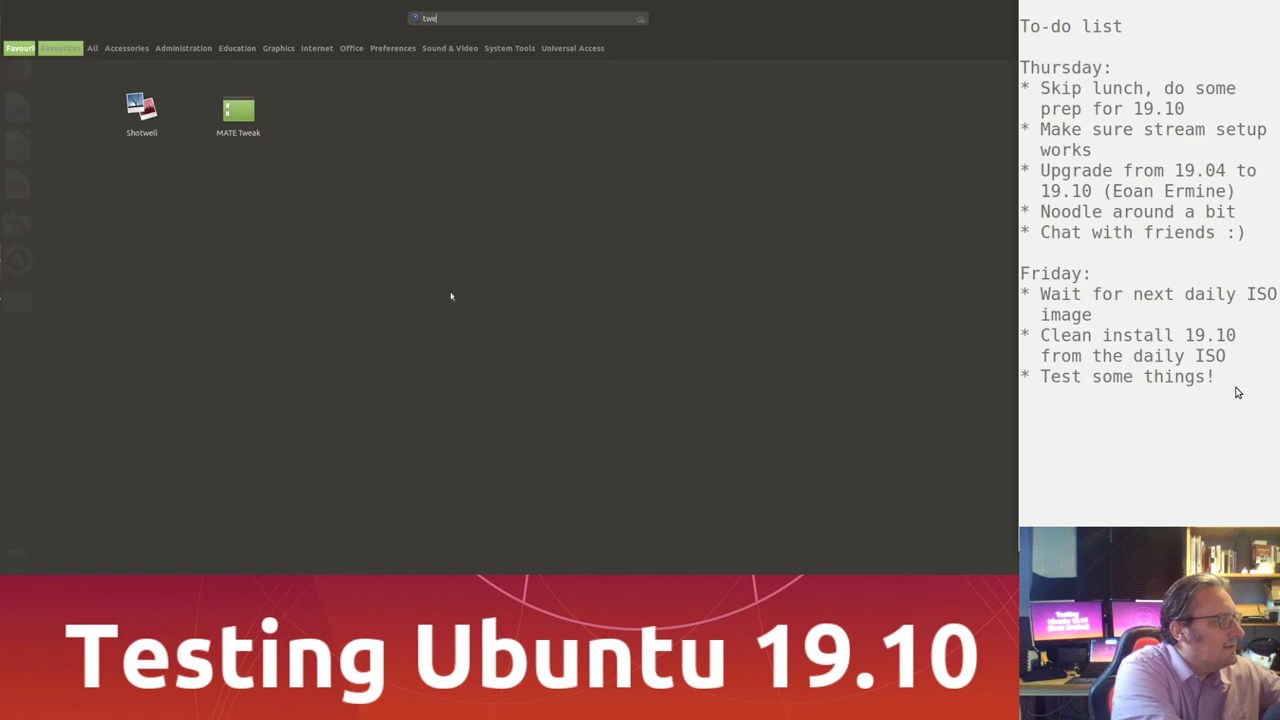 twe
Favouri Favourites All Accessories Administration Education Graphics Internet Office Preferences Sound & Video System Tools Universal Access
Shotwell MATE Tweak
To-do list
Thursday:
* Skip lunch, do some
prep for 19.10
* Make sure stream setup
works
* Upgrade from 19.04 to
19.10 (Eoan Ermine)
* Noodle around a bit
* Chat with friends :)
Friday:
* Wait for next daily ISO
image
* Clean install 19.10
from the daily ISO
* Test some things!
Testing Ubuntu 19.10